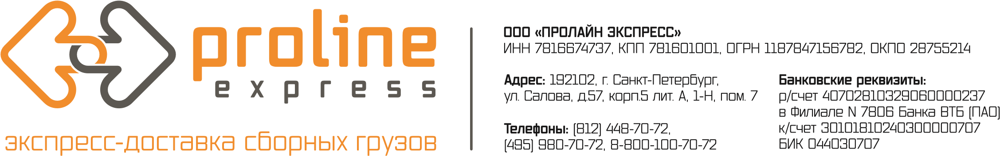 proline
express
экспресс-доставка сборных грузов
ООО «ПРОЛАЙН ЭКСПРЕСС»
ИНН 7816674737, КПП 781601001, ОГРН 1187847156782, ОКПО 28755214
Адрес: 192102, г. Санкт-Петербург,
ул. Салова, д.57, корп.5 лит. А, 1-Н, пом. 7
Телефоны: (812) 448-70-72,
(495) 980-70-72, 8-800-100-70-72
Банковские реквизиты:
р/счет 40702810329060000237
в Филиале N 7806 Банка ВТБ (ПАО)
к/счет 30101810240300000707
БИК 044030707